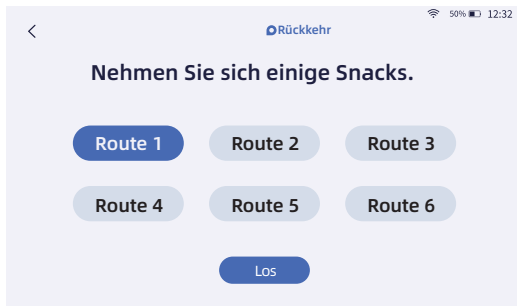 50% 12:32
Rückkehr
Nehmen Sie sich einige Snacks.
Route 1 Route 2 Route 3
Route 4 Route 5 Route 6
Los